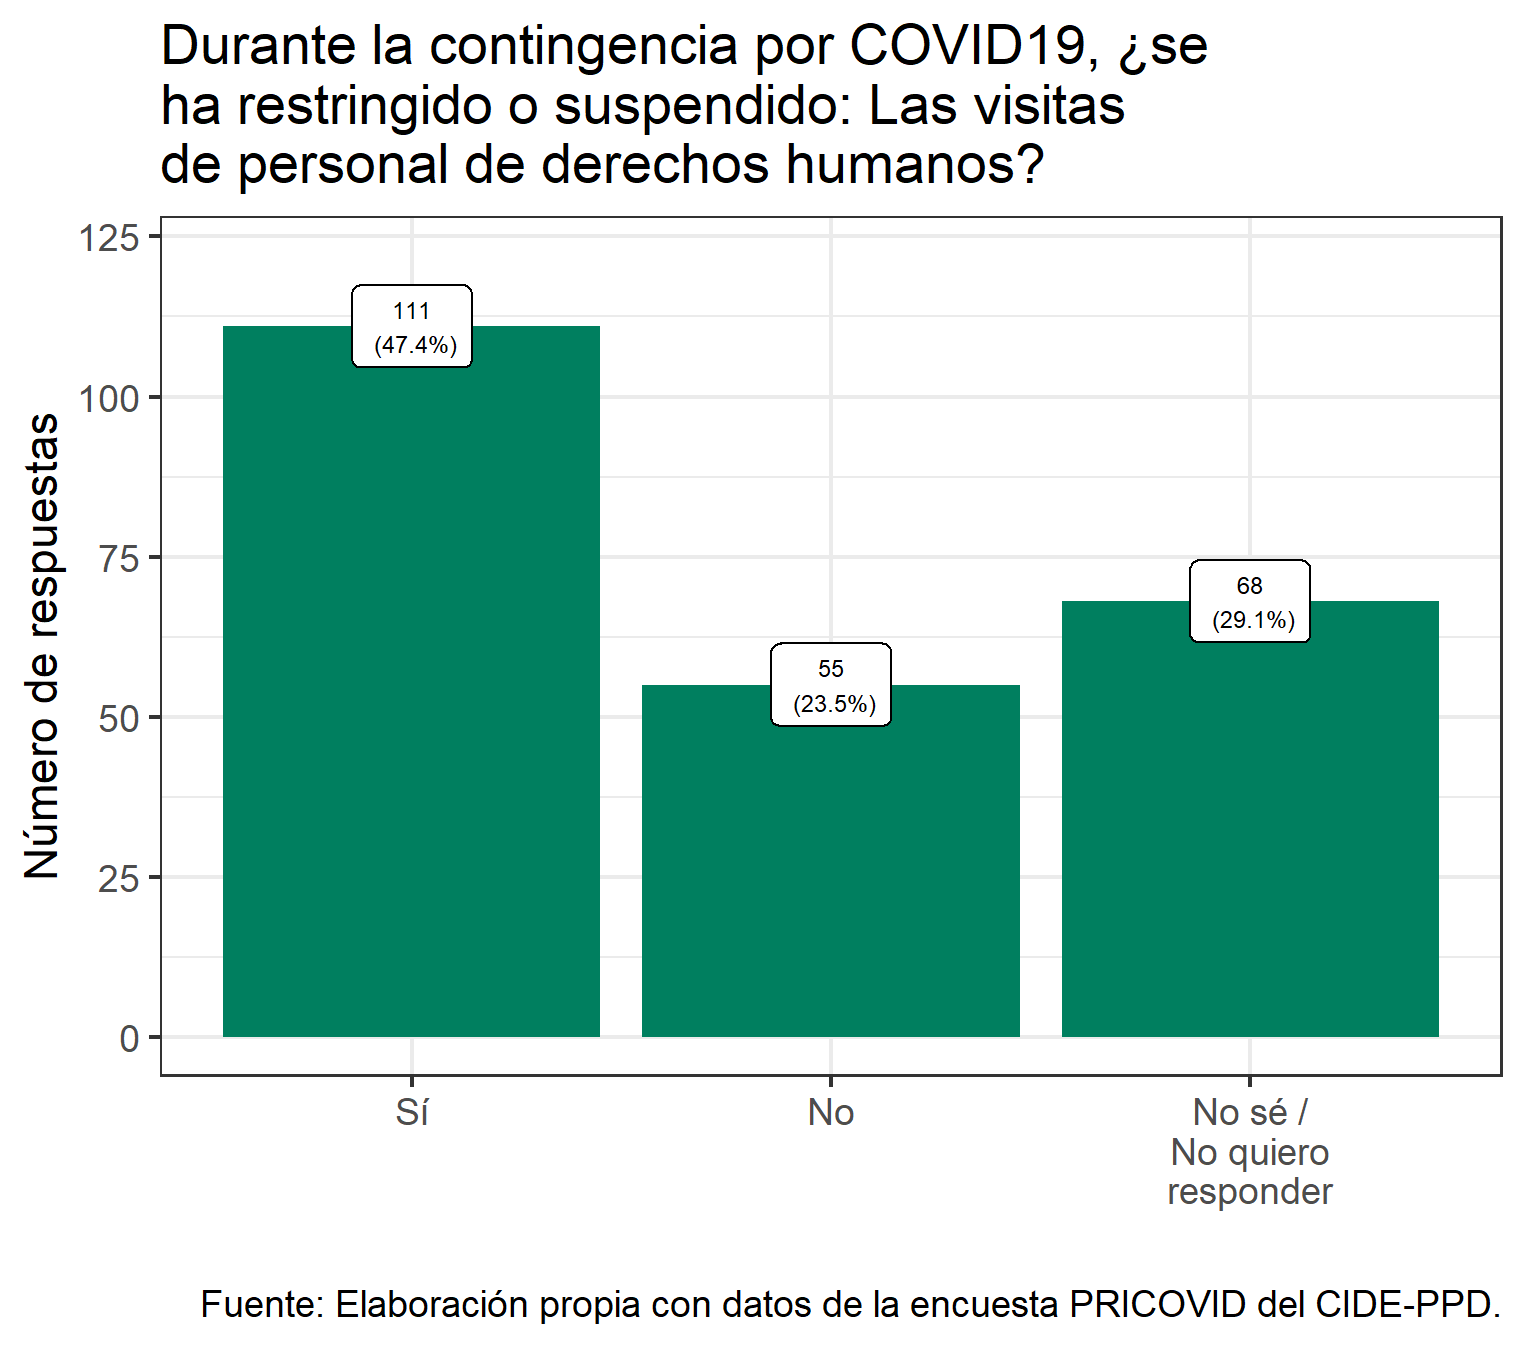 Durante la contingencia por COVID19, ¿se
ha restringido o suspendido: Las visitas
de personal de derechos humanos?
Número de respuestas
125
100
75
50
25
0
111
(47.4%)
55
(23.5%)
68
(29.1%)
Sí
No
No sé /
No quiero
responder
Fuente: Elaboración propia con datos de la encuesta PRICOVID del CIDE-PPD.